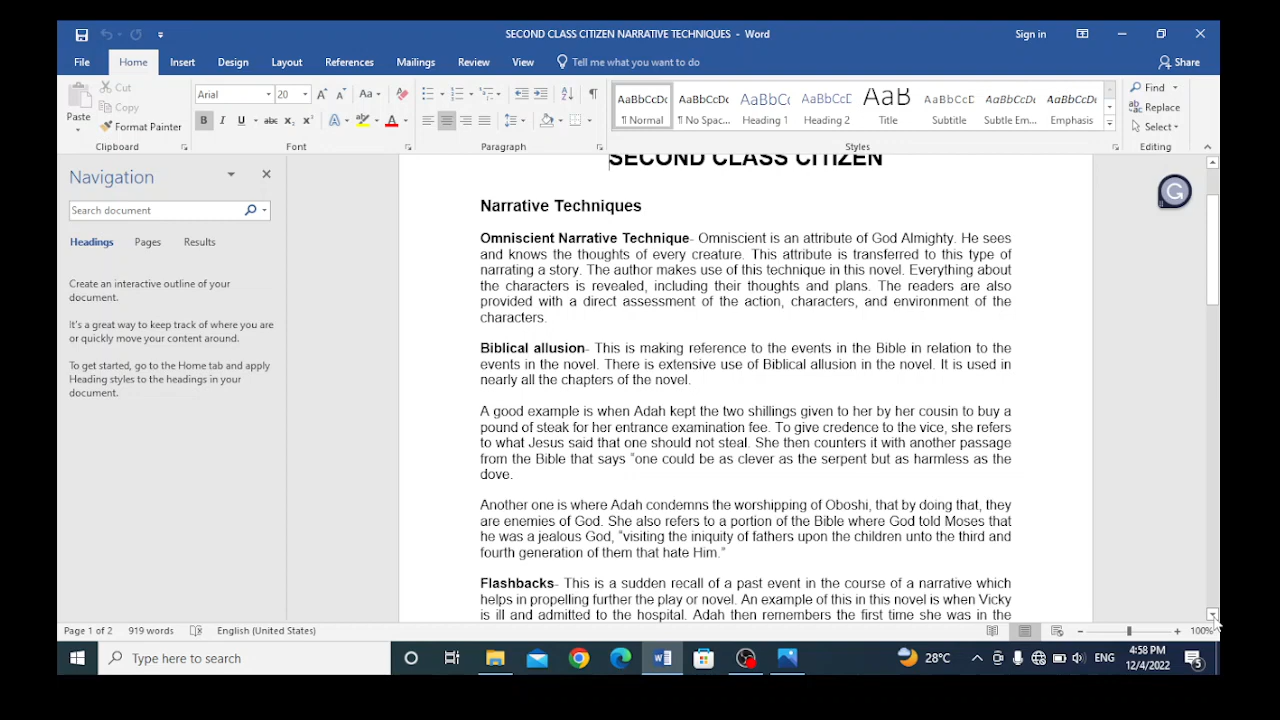 SECOND CLASS CITIZEN NARRATIVE TECHNIQUES - Word
Sign in
File Home Insert Design Layout References Mailings Review View Tell me what you want to do
Share
Paste
Cut
Copy
Format Painter
Clipboard
Arial 20
Aa
Font
Paragraph
AaBbCcDc AaBbCcDc AaBbCc AaBbCcE AaB AaBbCcD AaBbCcDc AaBbCcDc
¶ Normal ¶ No Spac... Heading 1 Heading 2 Title Subtitle Subtle Em... Emphasis
Styles
Find
Replace
Select
Editing
Navigation
Search document
Headings Pages Results
Create an interactive outline of your
document.
It's a great way to keep track of where you are
or quickly move your content around.
To get started, go to the Home tab and apply
Heading styles to the headings in your
document.
SECOND CLASS CITIZEN
Narrative Techniques
Omniscient Narrative Technique- Omniscient is an attribute of God Almighty. He sees
and knows the thoughts of every creature. This attribute is transferred to this type of
narrating a story. The author makes use of this technique in this novel. Everything about
the characters is revealed, including their thoughts and plans. The readers are also
provided with a direct assessment of the action, characters, and environment of the
characters.
Biblical allusion- This is making reference to the events in the Bible in relation to the
events in the novel. There is extensive use of Biblical allusion in the novel. It is used in
nearly all the chapters of the novel.
A good example is when Adah kept the two shillings given to her by her cousin to buy a
pound of steak for her entrance examination fee. To give credence to the vice, she refers
to what Jesus said that one should not steal. She then counters it with another passage
from the Bible that says “one could be as clever as the serpent but as harmless as the
dove.
Another one is where Adah condemns the worshipping of Oboshi, that by doing that, they
are enemies of God. She also refers to a portion of the Bible where God told Moses that
he was a jealous God, “visiting the iniquity of fathers upon the children unto the third and
fourth generation of them that hate Him.”
Flashbacks- This is a sudden recall of a past event in the course of a narrative which
helps in propelling further the play or novel. An example of this in this novel is when Vicky
is ill and admitted to the hospital. Adah then remembers the first time she was in the
Page 1 of 2 919 words English (United States)
100%
Type here to search
28°C
ENG
4:58 PM
12/4/2022
5